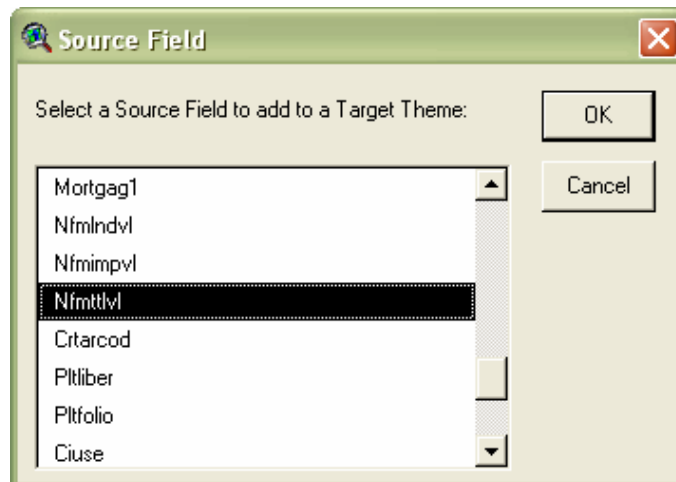 Source Field
Select a Source Field to add to a Target Theme:
OK
Cancel
Mortgag1
Nfmlndvl
Nfmimpvl
Nfmttlvl
Crtarcod
Pltliber
Pltfolio
Ciuse